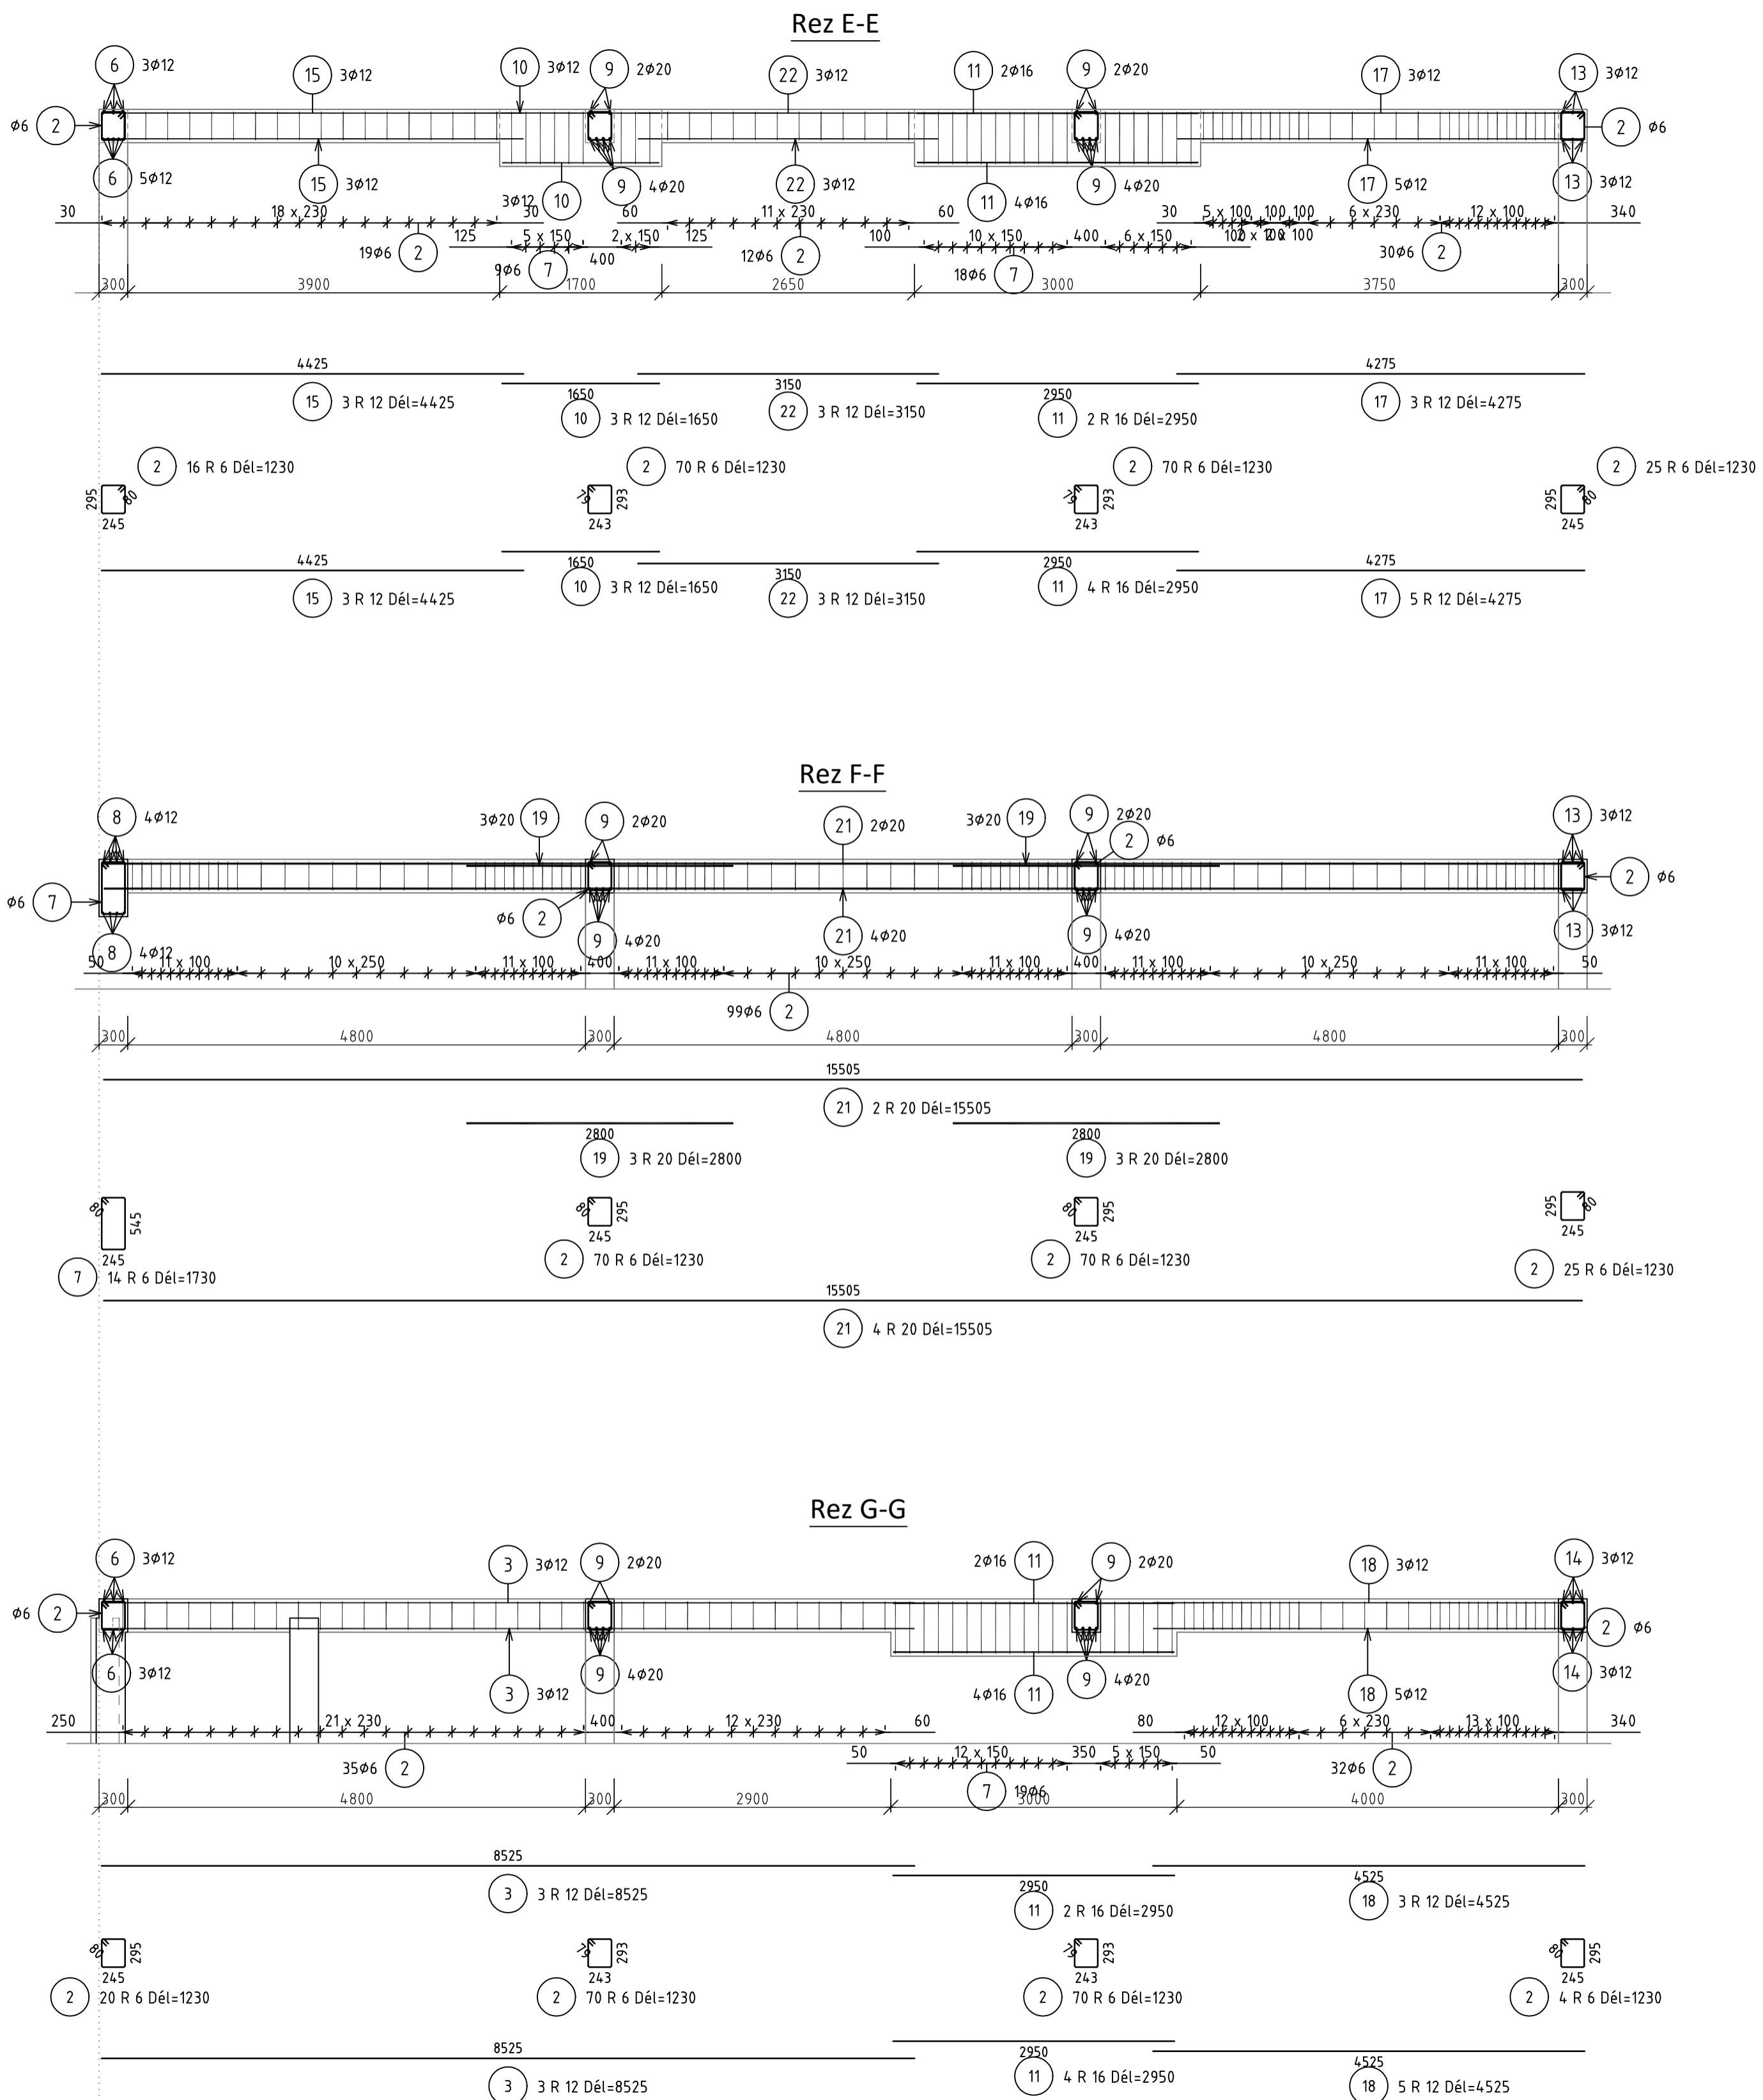 Rez E-E
6 3ø12
15 3ø12
10 3ø12
9 2ø20
22 3ø12
11 2ø16
9 2ø20
17 3ø12
13 3ø12
ø6 2
2 ø6
6 5ø12
15 3ø12
3ø12 10
9 4ø20
22 3ø12
11 4ø16
9 4ø20
17 5ø12
13 3ø12
30 18 x 230 30 60 11 x 230 60 30 5 x 100 100 100 6 x 230 12 x 100 340
125 5 x 150 400 2 x 150 125 100 10 x 150 400 6 x 150 100
19ø6 2
9ø6 7
12ø6 2
18ø6 7
30ø6 2
300 3900 1700 2650 3000 3750 300
4425
15 3 R 12 Dél=4425
1650
10 3 R 12 Dél=1650
3150
22 3 R 12 Dél=3150
2950
11 2 R 16 Dél=2950
4275
17 3 R 12 Dél=4275
2 16 R 6 Dél=1230
2 70 R 6 Dél=1230
2 70 R 6 Dél=1230
2 25 R 6 Dél=1230
295 80 245
79 293 243
79 293 243
295 80 245
4425
15 3 R 12 Dél=4425
1650
10 3 R 12 Dél=1650
3150
22 3 R 12 Dél=3150
2950
11 4 R 16 Dél=2950
4275
17 5 R 12 Dél=4275
Rez F-F
8 4ø12
3ø20 19
9 2ø20
21 2ø20
3ø20 19
9 2ø20
2 ø6
13 3ø12
ø6 7
2 ø6
8 4ø12
ø6 2
9 4ø20
21 4ø20
9 4ø20
13 3ø12
50 11 x 100 10 x 250 11 x 100 400 11 x 100 10 x 250 11 x 100 400 11 x 100 10 x 250 11 x 100 50
99ø6 2
300 4800 300 4800 300 4800 300
15505
21 2 R 20 Dél=15505
2800
19 3 R 20 Dél=2800
2800
19 3 R 20 Dél=2800
80 545 245
80 295 245
80 295 245
295 80 245
7 14 R 6 Dél=1730
2 70 R 6 Dél=1230
2 70 R 6 Dél=1230
2 25 R 6 Dél=1230
15505
21 4 R 20 Dél=15505
Rez G-G
6 3ø12
3 3ø12
9 2ø20
2ø16 11
9 2ø20
18 3ø12
14 3ø12
ø6 2
2 ø6
6 3ø12
3 3ø12
9 4ø20
4ø16 11
9 4ø20
18 5ø12
14 3ø12
250 21 x 230 400 12 x 230 60 80 12 x 100 6 x 230 13 x 100 340
50 12 x 150 350 5 x 150 50
35ø6 2
7 19ø6
32ø6 2
300 4800 300 2900 3000 4000 300
8525
3 3 R 12 Dél=8525
2950
11 2 R 16 Dél=2950
4525
18 3 R 12 Dél=4525
80 295 245
79 293 243
79 293 243
80 295 245
2 20 R 6 Dél=1230
2 70 R 6 Dél=1230
2 70 R 6 Dél=1230
2 4 R 6 Dél=1230
8525
3 3 R 12 Dél=8525
2950
11 4 R 16 Dél=2950
4525
18 5 R 12 Dél=4525